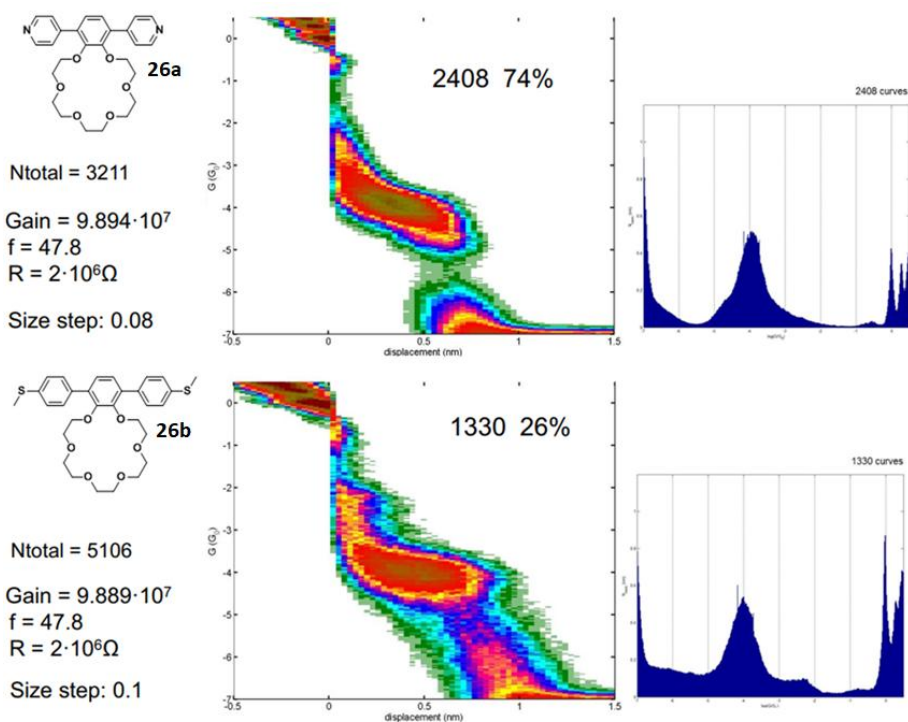 N
N
O
O
26a
O
O
O
O
Ntotal = 3211
Gain = 9.894·10⁷
f = 47.8
R = 2·10⁶Ω
Size step: 0.08
2408 74%
G (G₀)
0
-1
-2
-3
-4
-5
-6
-7
-0.5
0
0.5
1
1.5
displacement (nm)
2408 curves
S
S
O
O
26b
O
O
O
O
Ntotal = 5106
Gain = 9.889·10⁷
f = 47.8
R = 2·10⁶Ω
Size step: 0.1
1330 26%
G (G₀)
0
-1
-2
-3
-4
-5
-6
-7
-0.5
0
0.5
1
1.5
displacement (nm)
1330 curves